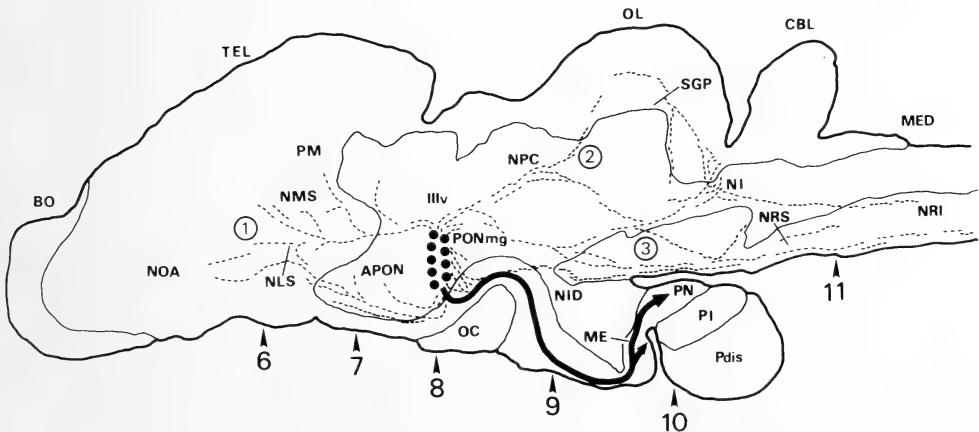 OL
CBL
TEL
SGP
MED
PM
NPC
2
NI
BO
NMS
IIIv
NRS
NRI
1
PONmg
3
NOA
NLS
APON
NID
PN
11
OC
ME
PI
Pdis
6
7
8
9
10